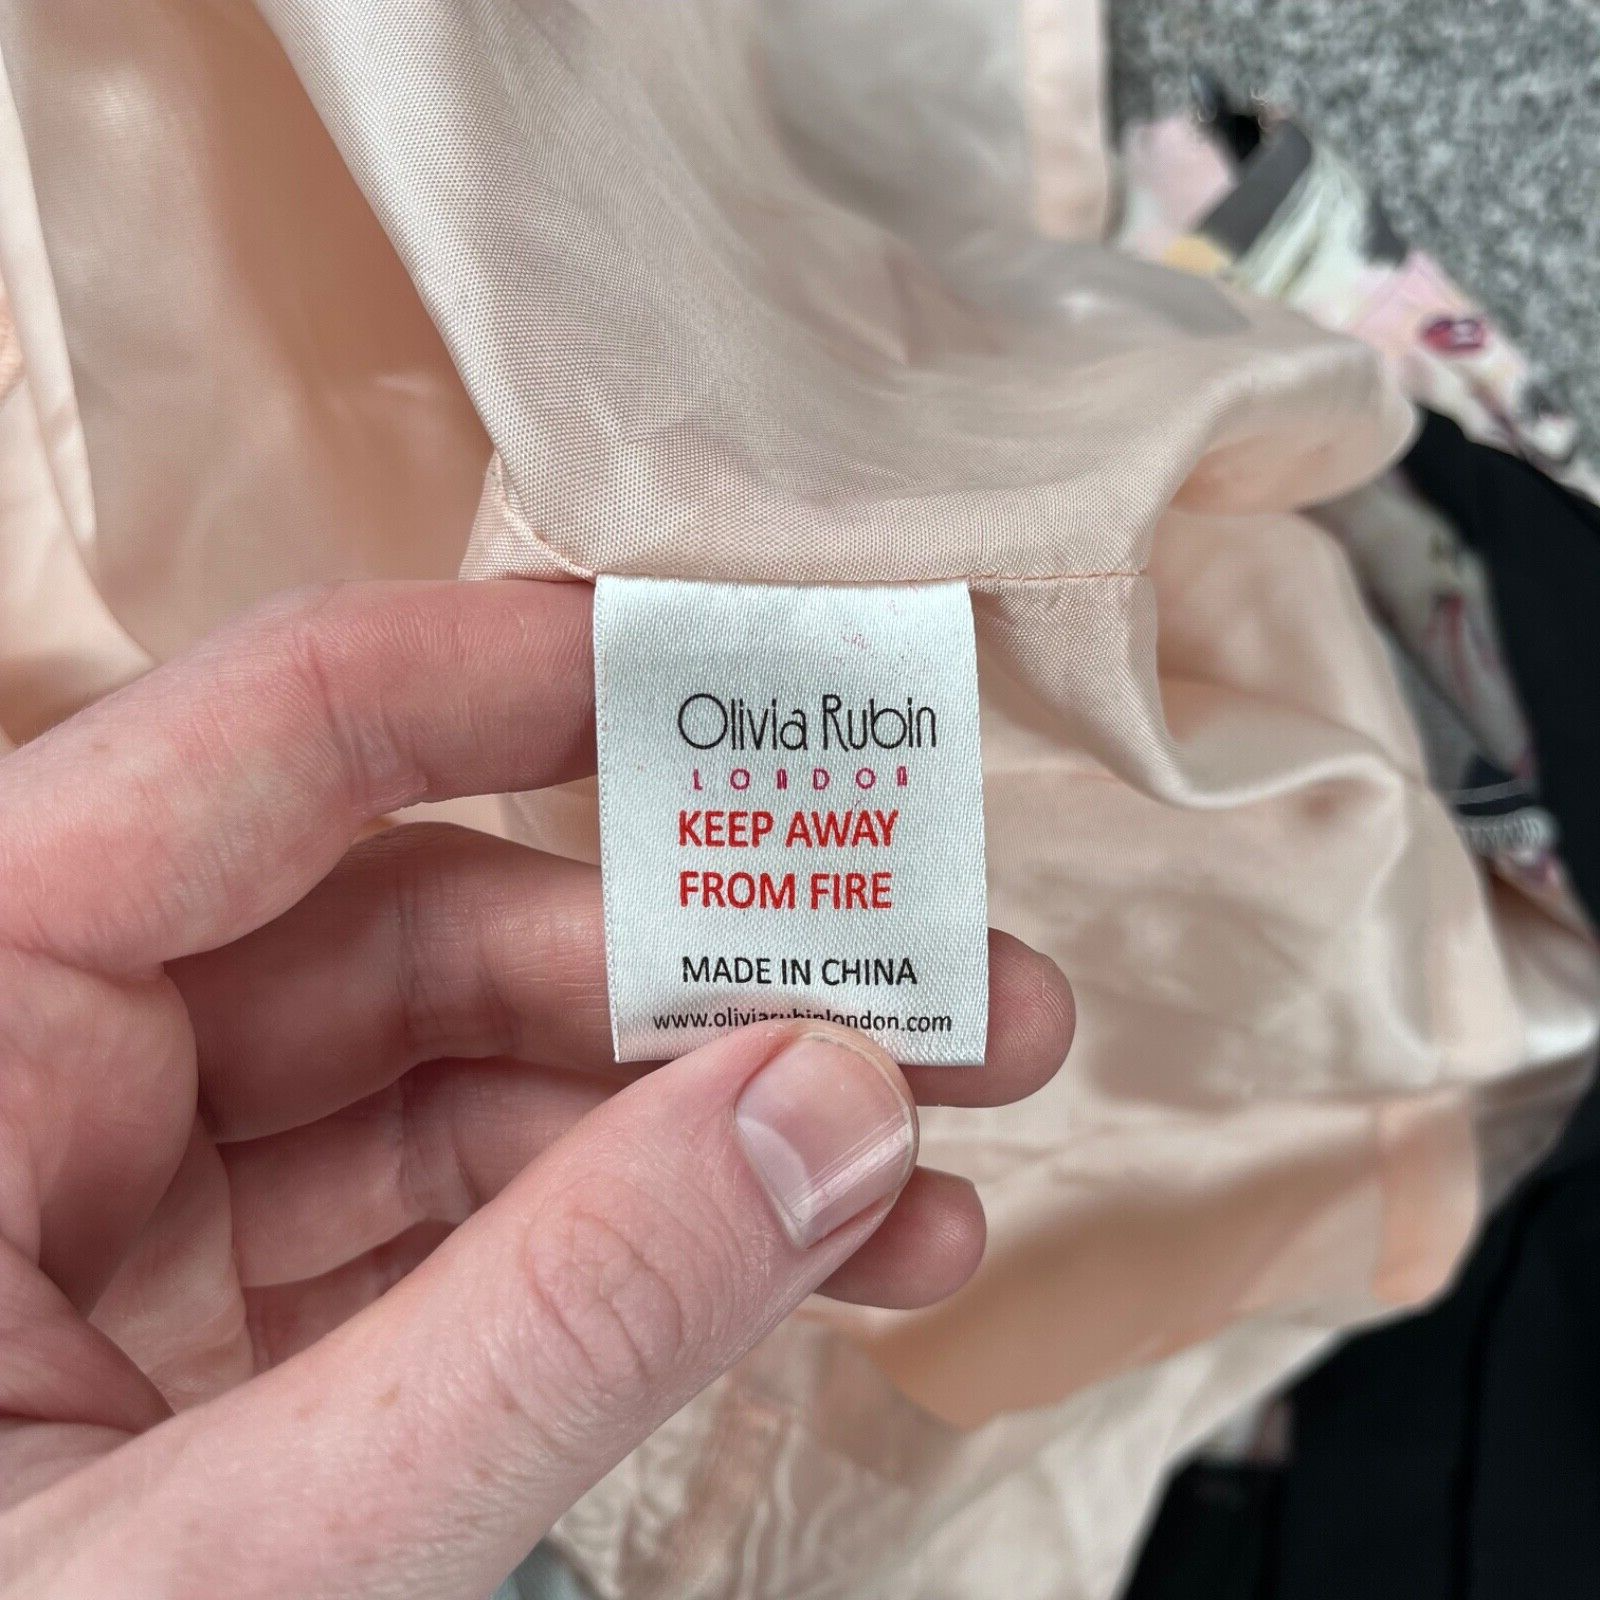 Olivia Rubin
LONDON
KEEP AWAY
FROM FIRE
MADE IN CHINA
www.oliviarubinlondon.com